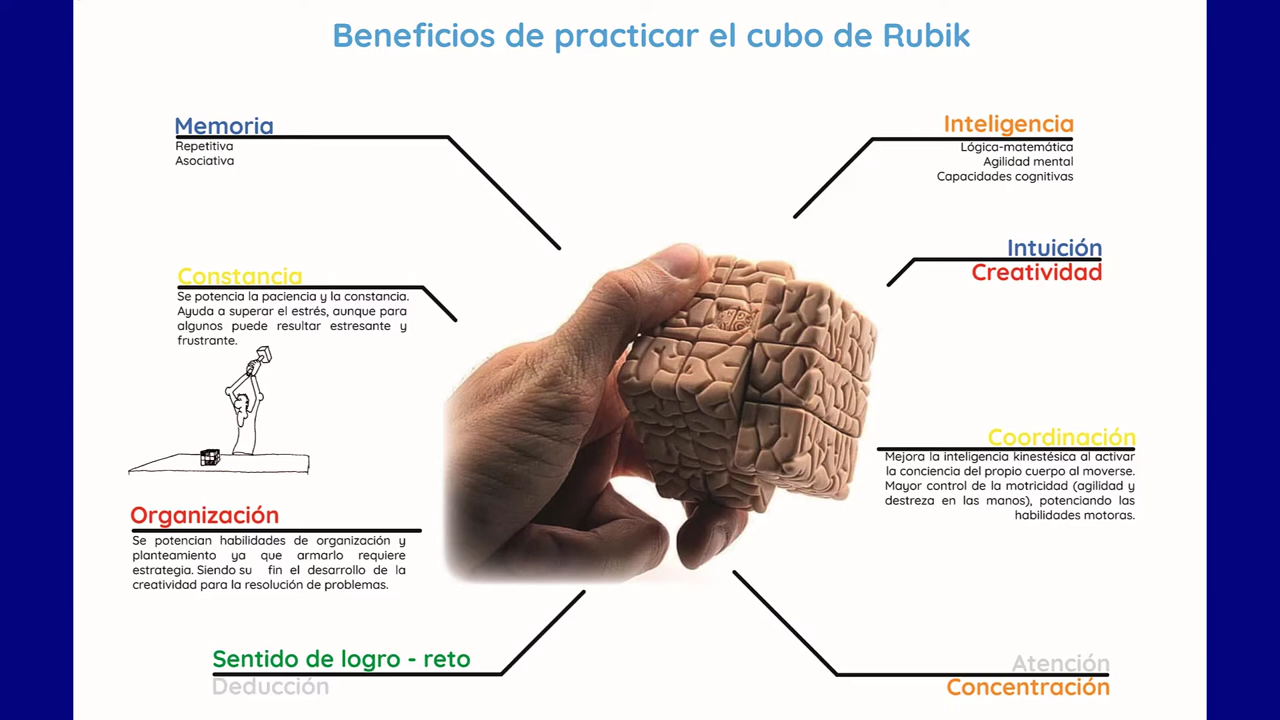 Beneficios de practicar el cubo de Rubik
Memoria
Repetitiva
Asociativa
Constancia
Se potencia la paciencia y la constancia.
Ayuda a superar el estrés, aunque para
algunos puede resultar estresante y
frustrante.
Organización
Se potencian habilidades de organización y
planteamiento ya que armarlo requiere
estrategia. Siendo su fin el desarrollo de la
creatividad para la resolución de problemas.
Sentido de logro - reto
Deducción
Inteligencia
Lógica-matemática
Agilidad mental
Capacidades cognitivas
Intuición
Creatividad
Coordinación
Mejora la inteligencia kinestésica al activar
la conciencia del propio cuerpo al moverse.
Mayor control de la motricidad (agilidad y
destreza en las manos), potenciando las
habilidades motoras.
Atención
Concentración